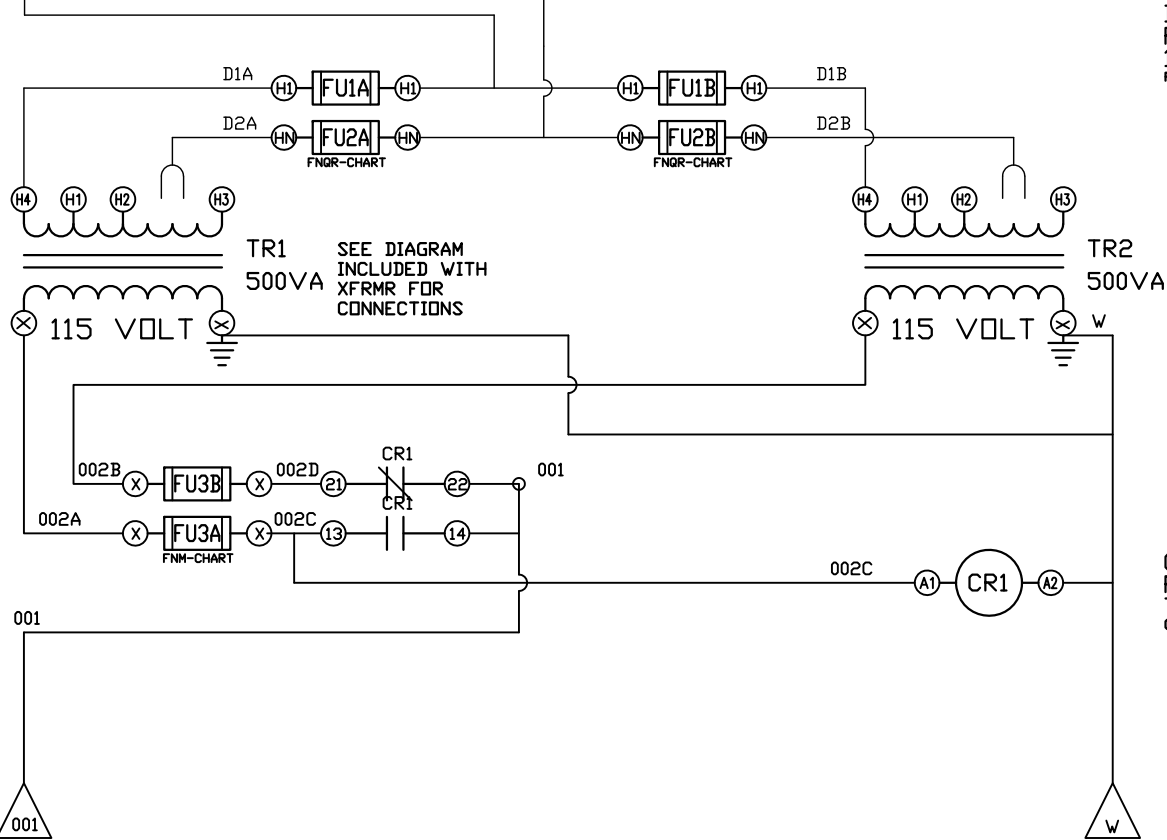 D1A
H1
FU1A
H1
H1
FU1B
H1
D1B
D2A
HN
FU2A
HN
HN
FU2B
HN
D2B
FNQR-CHART
FNQR-CHART
H4
H1
H2
H3
H4
H1
H2
H3
TR1
500VA
SEE DIAGRAM
INCLUDED WITH
XFRMR FOR
CONNECTIONS
TR2
500VA
X
115 VOLT
X
X
115 VOLT
X
W
CR1
002B
X
FU3B
X
002D
21
22
001
CR1
002A
X
FU3A
X
002C
13
14
FNM-CHART
002C
A1
CR1
A2
001
001
W